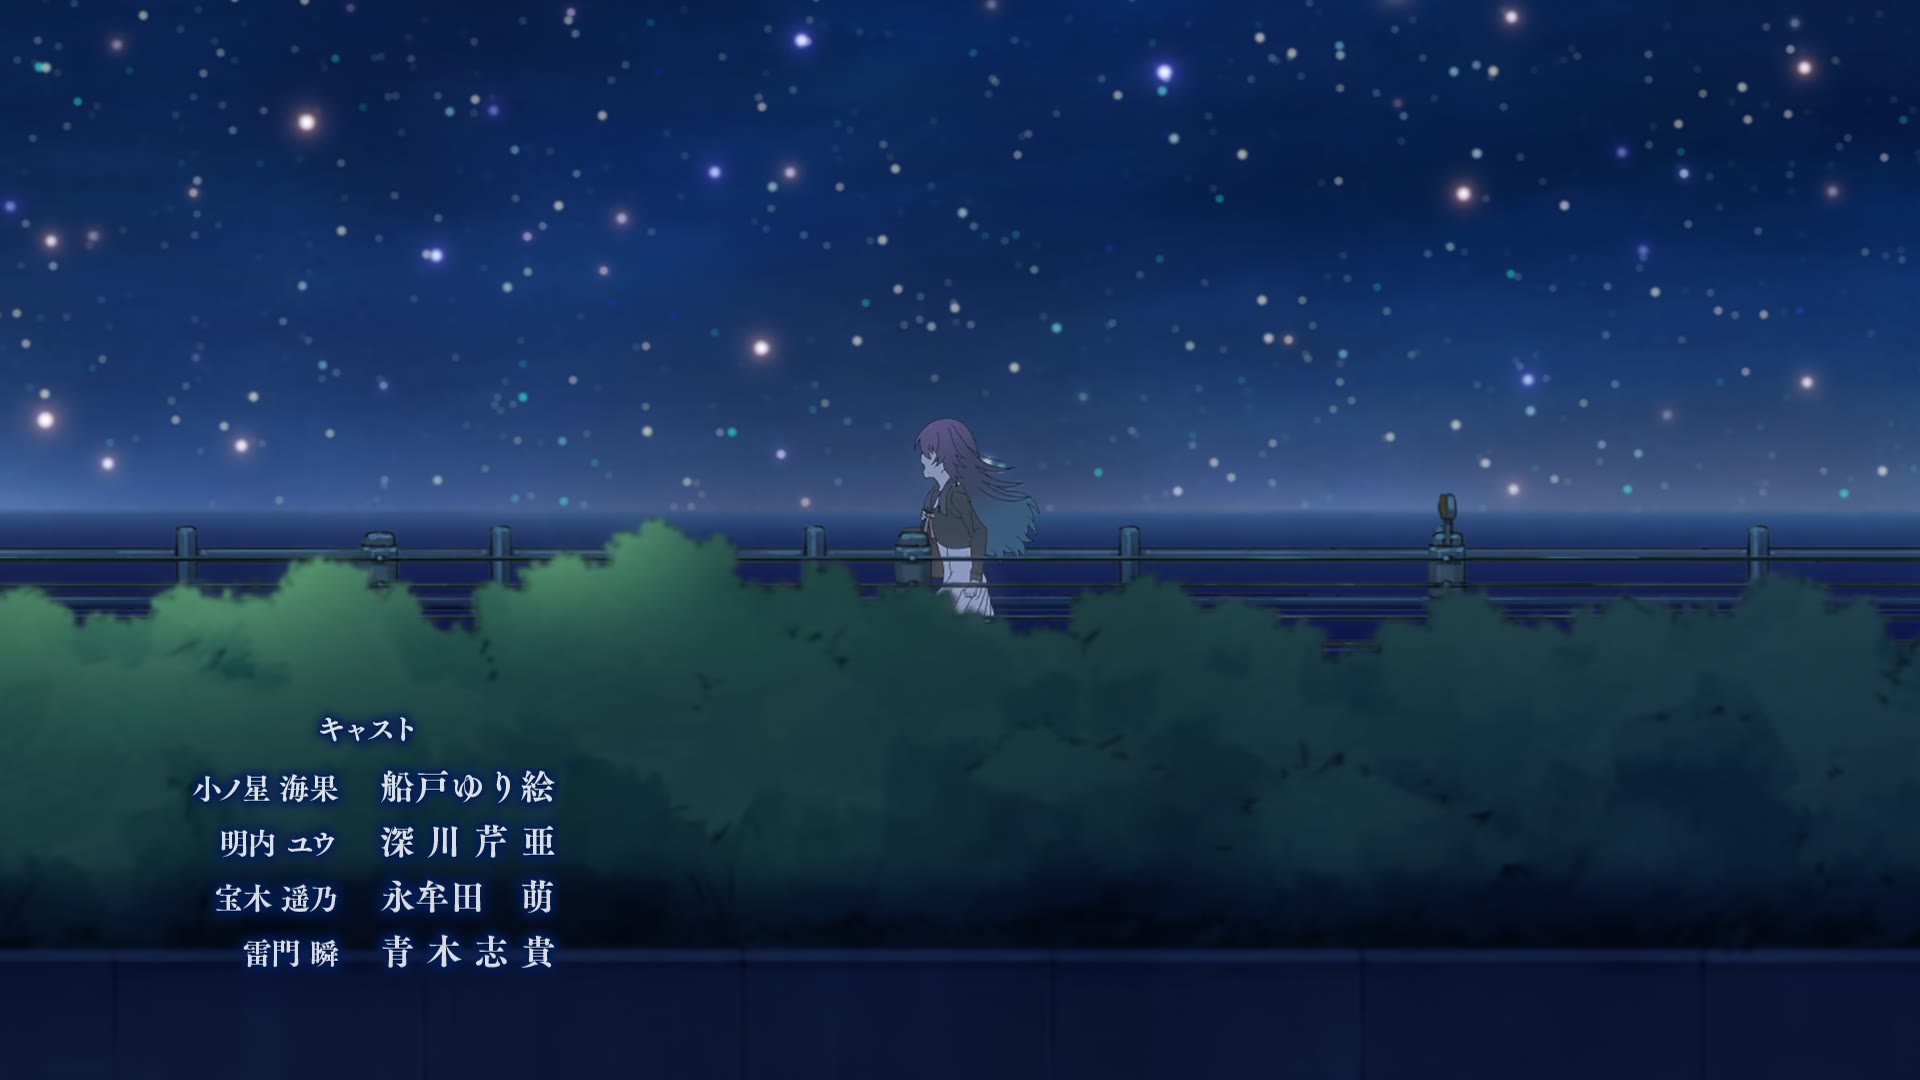 キャスト
小ノ星 海果 船戸ゆり絵
明内 ユウ 深川芹亜
宝木 遥乃 永牟田 萌
雷門 瞬 青木志貴